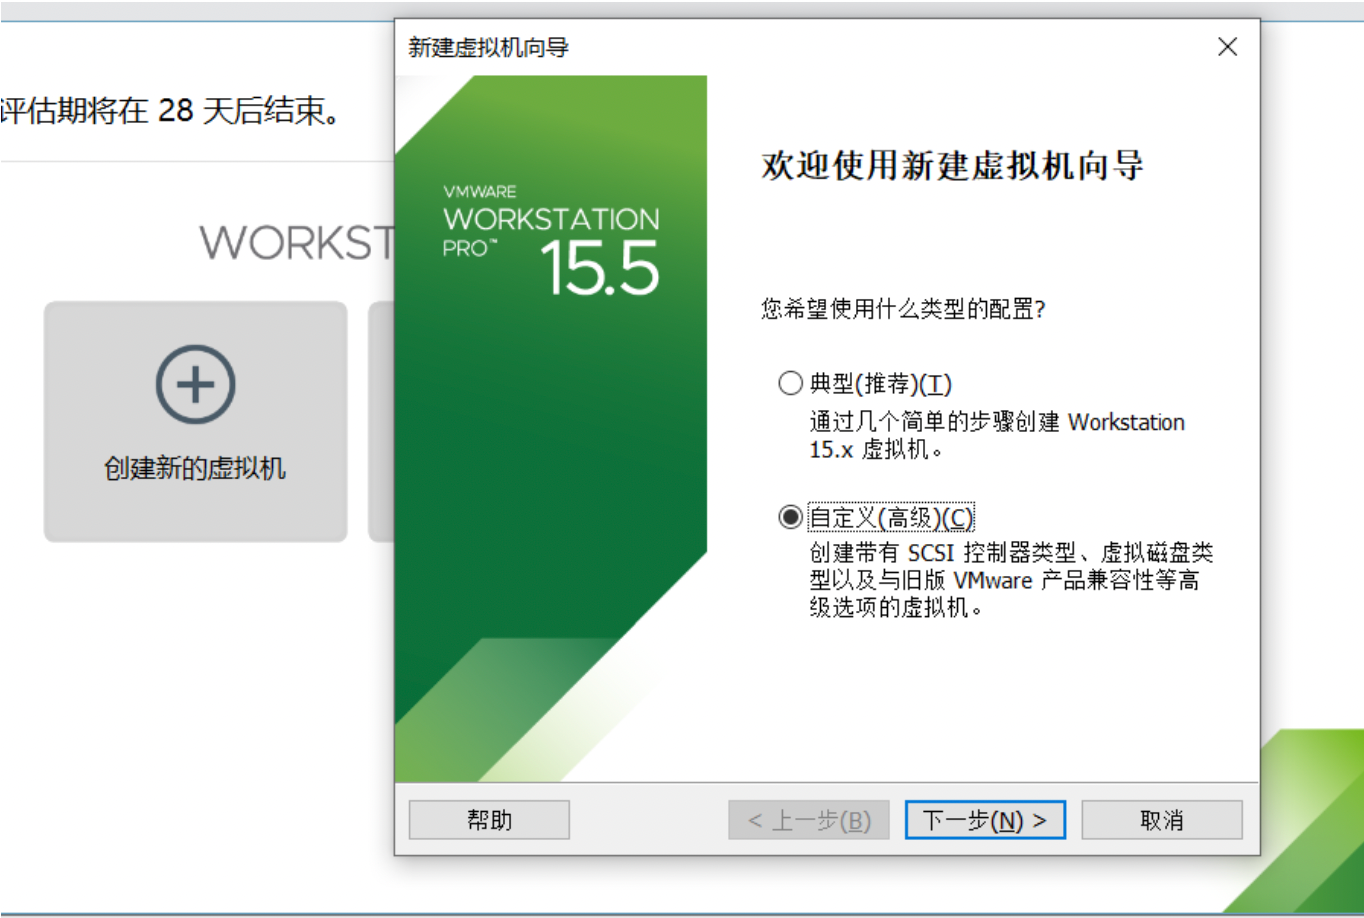 新建虚拟机向导
评估期将在 28 天后结束。
WORKST
创建新的虚拟机
VMWARE
WORKSTATION
PRO™ 15.5
欢迎使用新建虚拟机向导
您希望使用什么类型的配置?
典型(推荐)(T)
通过几个简单的步骤创建 Workstation
15.x 虚拟机。
自定义(高级)(C)
创建带有 SCSI 控制器类型、虚拟磁盘类
型以及与旧版 VMware 产品兼容性等高
级选项的虚拟机。
帮助
< 上一步(B)
下一步(N) >
取消